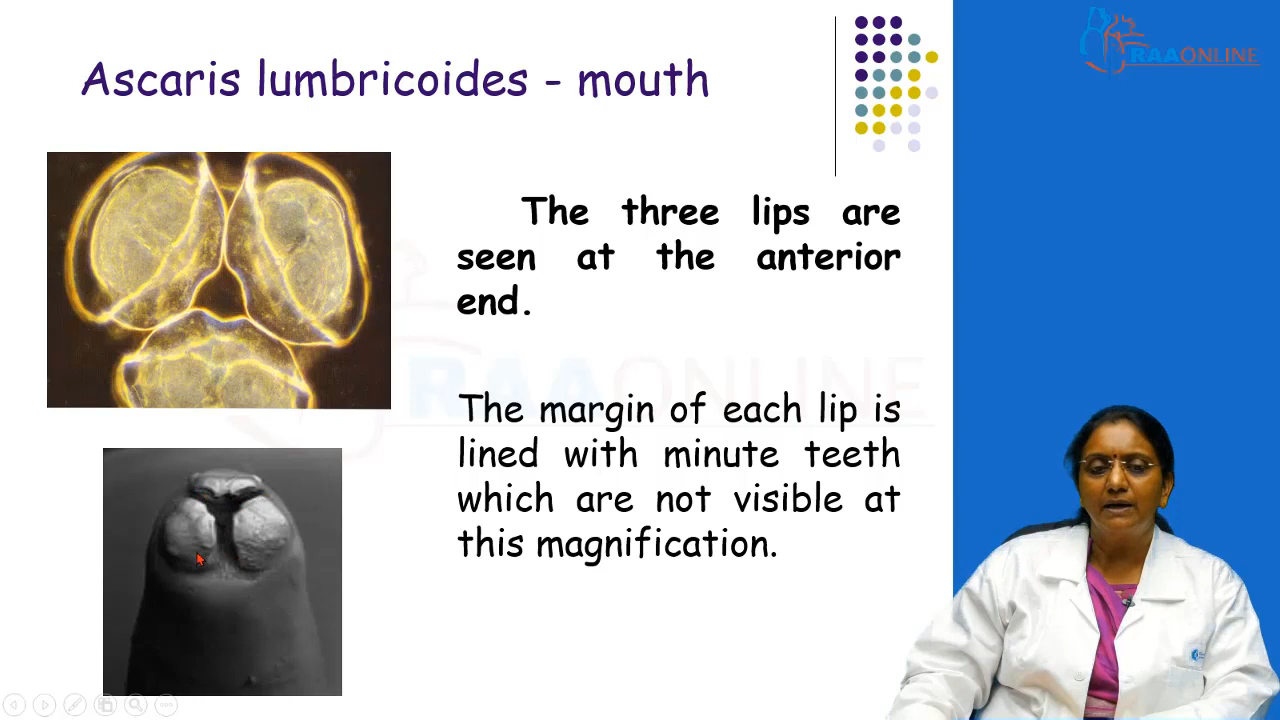 RAAONLINE
Ascaris lumbricoides - mouth
The three lips are
seen at the anterior
end.
RAAONLINE
The margin of each lip is
lined with minute teeth
which are not visible at
this magnification.